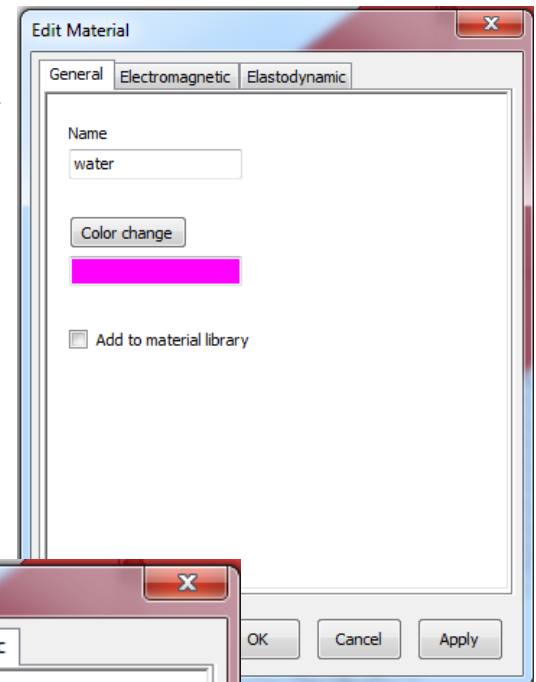 Edit Material
General Electromagnetic Elastodynamic
Name
water
Color change
Add to material library
OK Cancel Apply